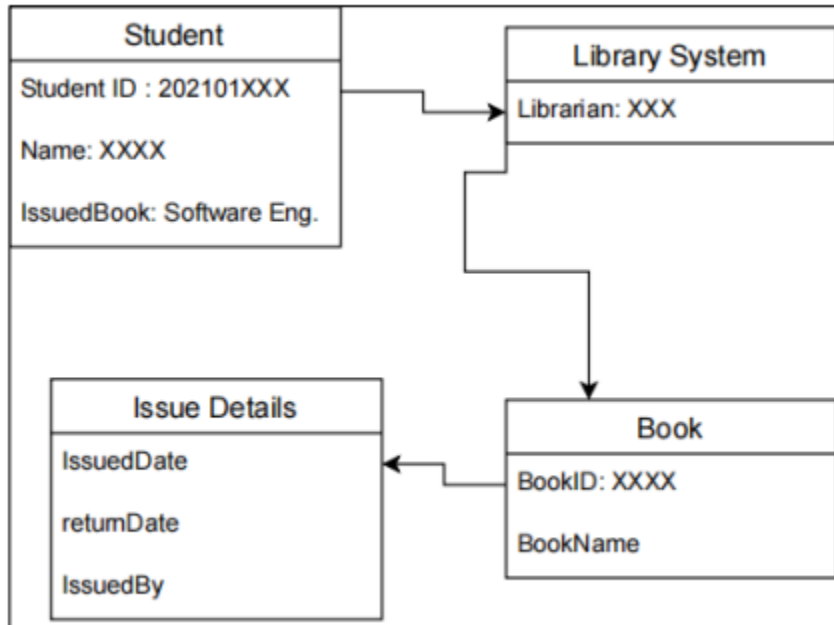 Student
Student ID : 202101XXX
Name: XXXX
IssuedBook: Software Eng.
Library System
Librarian: XXX
Issue Details
IssuedDate
returnDate
IssuedBy
Book
BookID: XXXX
BookName